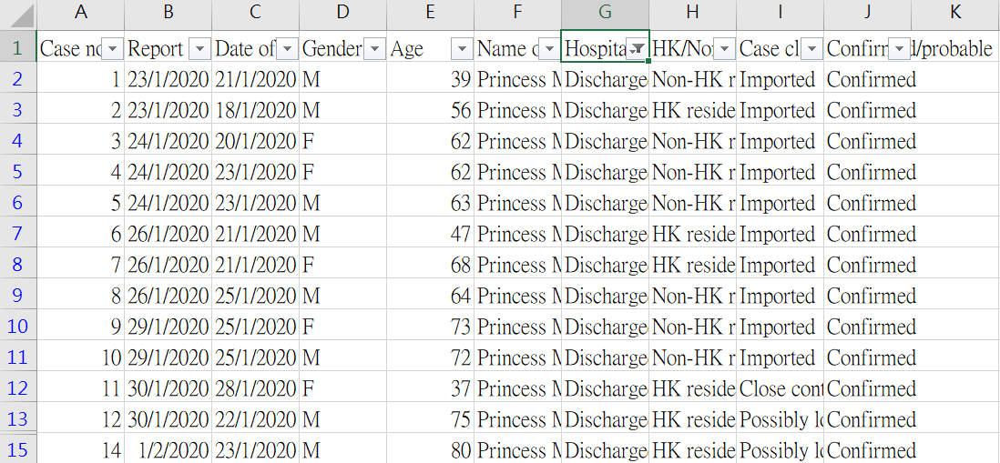 A B C D E F G H I J K
1 Case no Report Date of Gender Age Name o Hospita HK/No Case cl Confirm d/probable
2 1 23/1/2020 21/1/2020 M 39 Princess M Discharge Non-HK r Imported Confirmed
3 2 23/1/2020 18/1/2020 M 56 Princess M Discharge HK reside Imported Confirmed
4 3 24/1/2020 20/1/2020 F 62 Princess M Discharge Non-HK r Imported Confirmed
5 4 24/1/2020 23/1/2020 F 62 Princess M Discharge Non-HK r Imported Confirmed
6 5 24/1/2020 23/1/2020 M 63 Princess M Discharge Non-HK r Imported Confirmed
7 6 26/1/2020 21/1/2020 M 47 Princess M Discharge HK reside Imported Confirmed
8 7 26/1/2020 21/1/2020 F 68 Princess M Discharge HK reside Imported Confirmed
9 8 26/1/2020 25/1/2020 M 64 Princess M Discharge Non-HK r Imported Confirmed
10 9 29/1/2020 25/1/2020 F 73 Princess M Discharge Non-HK r Imported Confirmed
11 10 29/1/2020 25/1/2020 M 72 Princess M Discharge Non-HK r Imported Confirmed
12 11 30/1/2020 28/1/2020 F 37 Princess M Discharge HK reside Close cont Confirmed
13 12 30/1/2020 22/1/2020 M 75 Princess M Discharge HK reside Possibly lo Confirmed
15 14 1/2/2020 23/1/2020 M 80 Princess M Discharge HK reside Possibly lo Confirmed